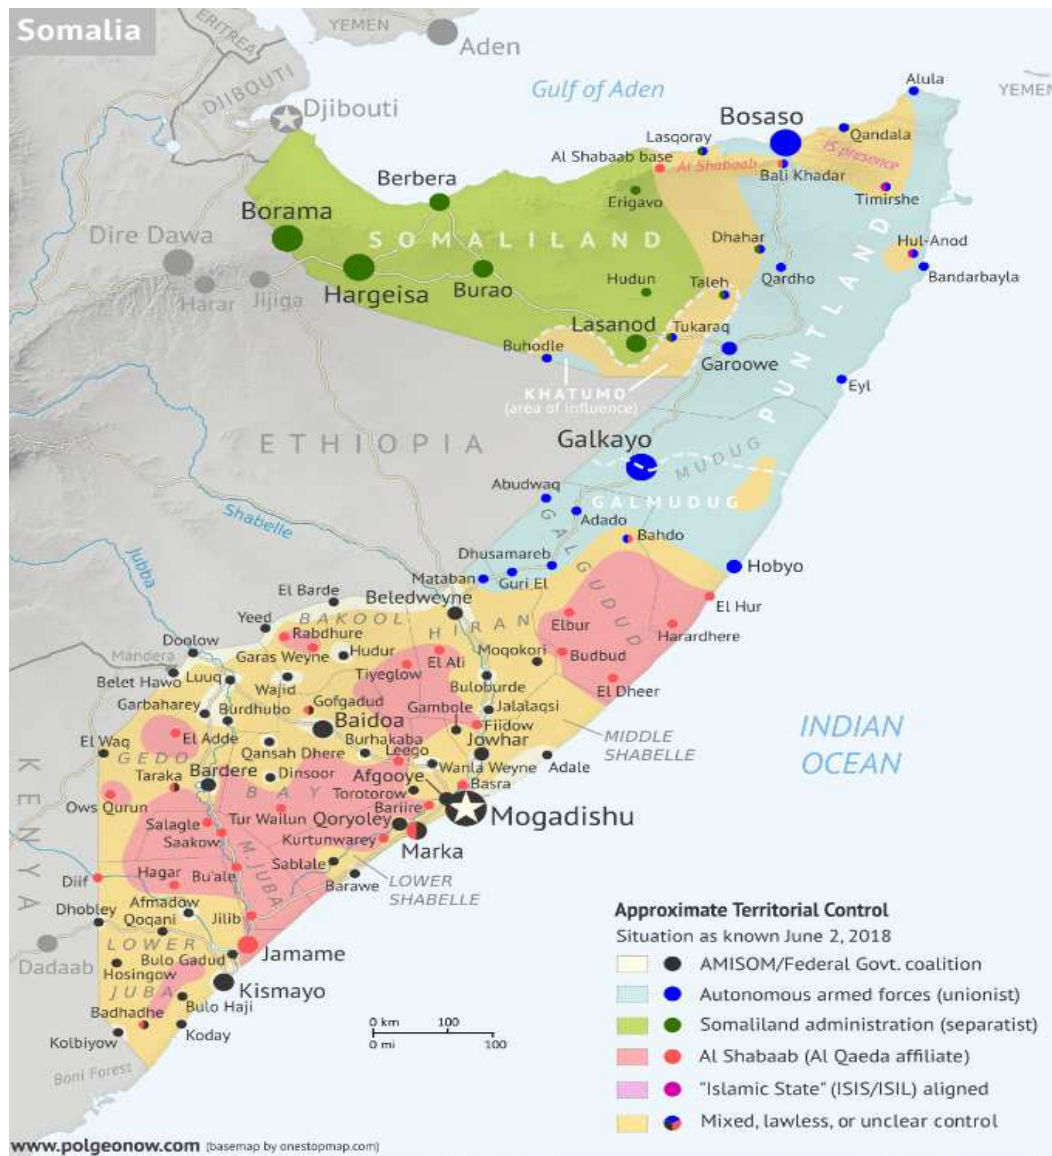 Somalia
ERITREA
YEMEN
Aden
DJIBOUTI
Djibouti
Gulf of Aden
Alula
YEMEN
Bosaso
Qandala
Lasqoray
IS presence
Al Shabaab base
Al Shabaab
Bali Khadar
Berbera
Timirshe
Erigavo
Borama
SOMALILAND
Dire Dawa
Dhahar
Hul-Anod
Hargeisa
Burao
Hudun
Taleh
Qardho
Bandarbayla
Harar
Jijiga
PUNTLAND
Lasanod
Tukaraq
Buhodle
Garoowe
Eyl
KHATUMO
(area of influence)
ETHIOPIA
Galkayo
MUDUG
Abudwaq
GALMUDUG
Shabelle
Adado
GALGUDUD
Bahdo
Jubba
Dhusamareb
Hobyo
Mataban
Guri El
El Barde
Beledweyne
El Hur
Yeed
BAKOOL
HIRAN
Elbur
Harardhere
Doolow
Rabdhure
Mandera
Garas Weyne
Hudur
Moqokori
Budbud
Belet Hawo
Luuq
Tiyeglow
El Ali
El Dheer
Wajid
Buloburde
Garbaharey
Burdhubo
Gofgadud
Gambole
Jalalaqsi
Baidoa
Fiidow
El Waq
El Adde
Burhakaba
Jowhar
MIDDLE
SHABELLE
INDIAN
OCEAN
GEDO
Qansah Dhere
Leego
Bardere
Dinsoor
Wanla Weyne
Adale
KENYA
Taraka
Afgooye
Basra
BAY
Torotorow
Ows Qurun
Bariire
Mogadishu
Salagle
Tur Wailun
Qoryoley
Saakow
Kurtunwarey
Marka
M. JUBA
Sablale
Diif
Hagar
Bu'ale
Barawe
LOWER
SHABELLE
Afmadow
Dhobley
Qoqani
Jilib
Approximate Territorial Control
Situation as known June 2, 2018
LOWER
JUBA
Dadaab
Bulo Gadud
Jamame
AMISOM/Federal Govt. coalition
Hosingow
Kismayo
Autonomous armed forces (unionist)
Bulo Haji
Badhadhe
Somaliland administration (separatist)
0 km 100
Kolbiyow
Koday
0 mi 100
Al Shabaab (Al Qaeda affiliate)
Boni Forest
"Islamic State" (ISIS/ISIL) aligned
Mixed, lawless, or unclear control
www.polgeonow.com (basemap by onestopmap.com)